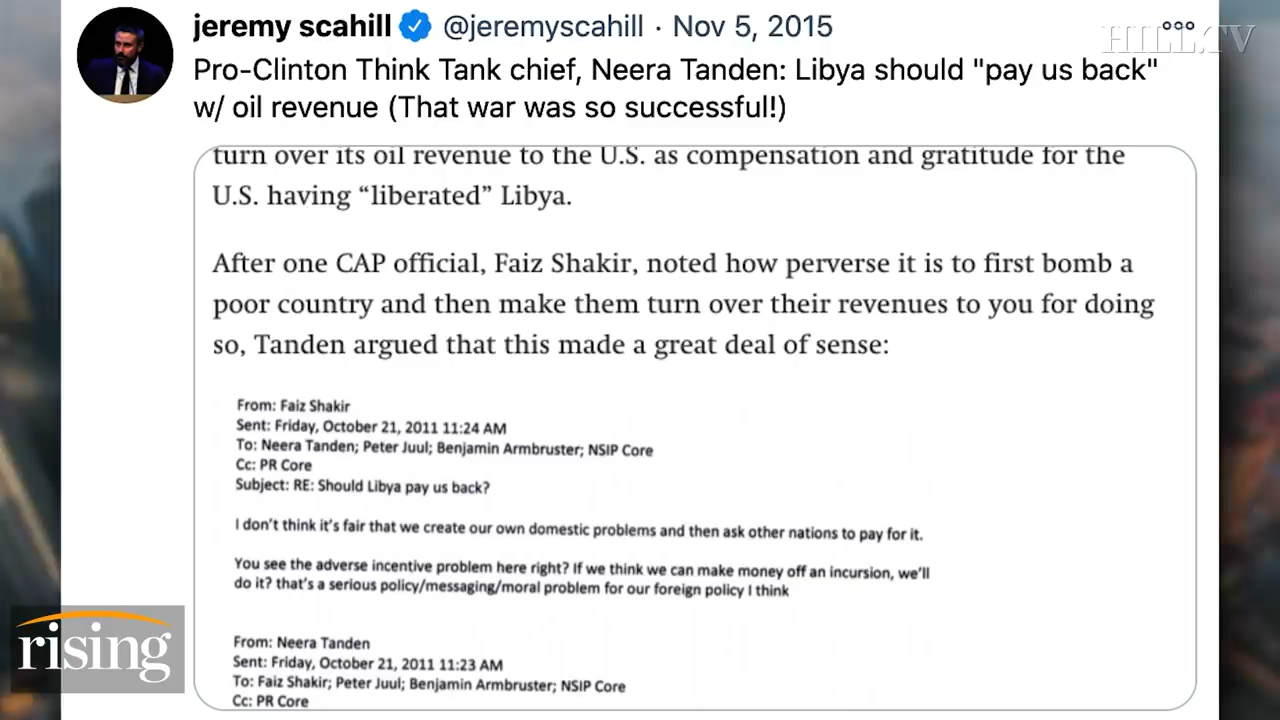 jeremy scahill @jeremyscahill · Nov 5, 2015
HILL.TV
Pro-Clinton Think Tank chief, Neera Tanden: Libya should "pay us back"
w/ oil revenue (That war was so successful!)
turn over its oil revenue to the U.S. as compensation and gratitude for the
U.S. having “liberated” Libya.
After one CAP official, Faiz Shakir, noted how perverse it is to first bomb a
poor country and then make them turn over their revenues to you for doing
so, Tanden argued that this made a great deal of sense:
From: Faiz Shakir
Sent: Friday, October 21, 2011 11:24 AM
To: Neera Tanden; Peter Juul; Benjamin Armbruster; NSIP Core
Cc: PR Core
Subject: RE: Should Libya pay us back?
I don't think it's fair that we create our own domestic problems and then ask other nations to pay for it.
You see the adverse incentive problem here right? If we think we can make money off an incursion, we'll
do it? that's a serious policy/messaging/moral problem for our foreign policy I think
From: Neera Tanden
Sent: Friday, October 21, 2011 11:23 AM
To: Faiz Shakir; Peter Juul; Benjamin Armbruster; NSIP Core
Cc: PR Core
rising